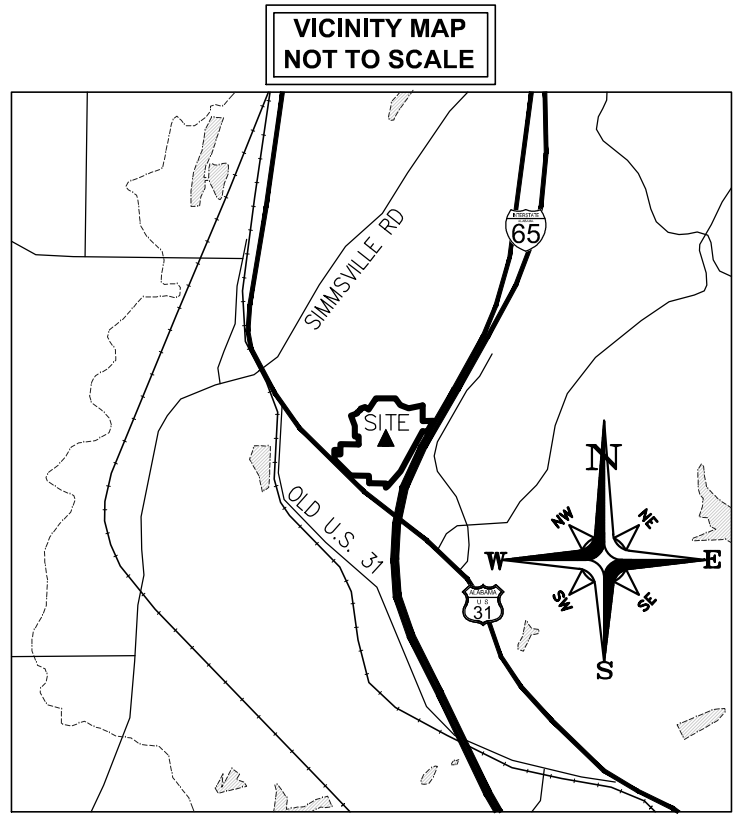 VICINITY MAP
NOT TO SCALE
INTERSTATE
65
SIMMSVILLE RD
SITE
OLD U.S. 31
ALABAMA
U S
31
N
NW
NE
W
E
SW
SE
S